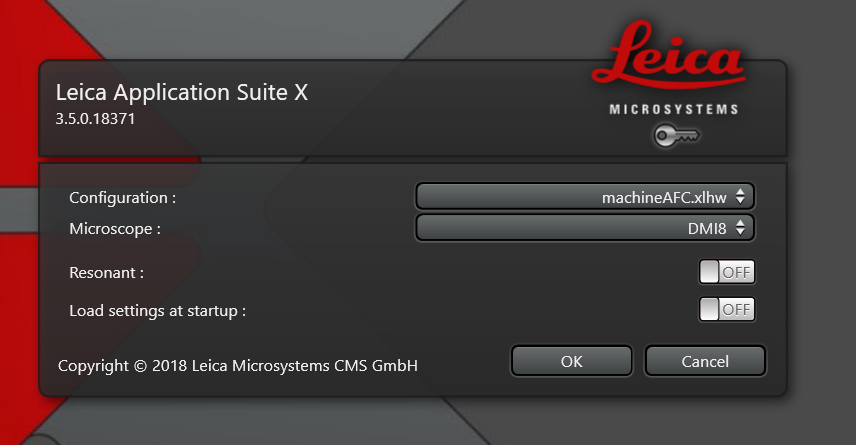 Leica
MICROSYSTEMS
Leica Application Suite X
3.5.0.18371
Configuration : machineAFC.xlhw
Microscope : DMI8
Resonant : OFF
Load settings at startup : OFF
Copyright © 2018 Leica Microsystems CMS GmbH OK Cancel